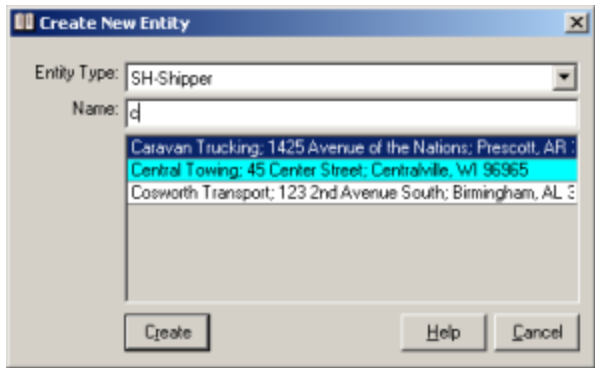 Create New Entity
Entity Type: SH-Shipper
Name: c
Caravan Trucking; 1425 Avenue of the Nations; Prescott, AR
Central Towing; 45 Center Street; Centralville, WI 96965
Cosworth Transport; 123 2nd Avenue South; Birmingham, AL
Create Help Cancel